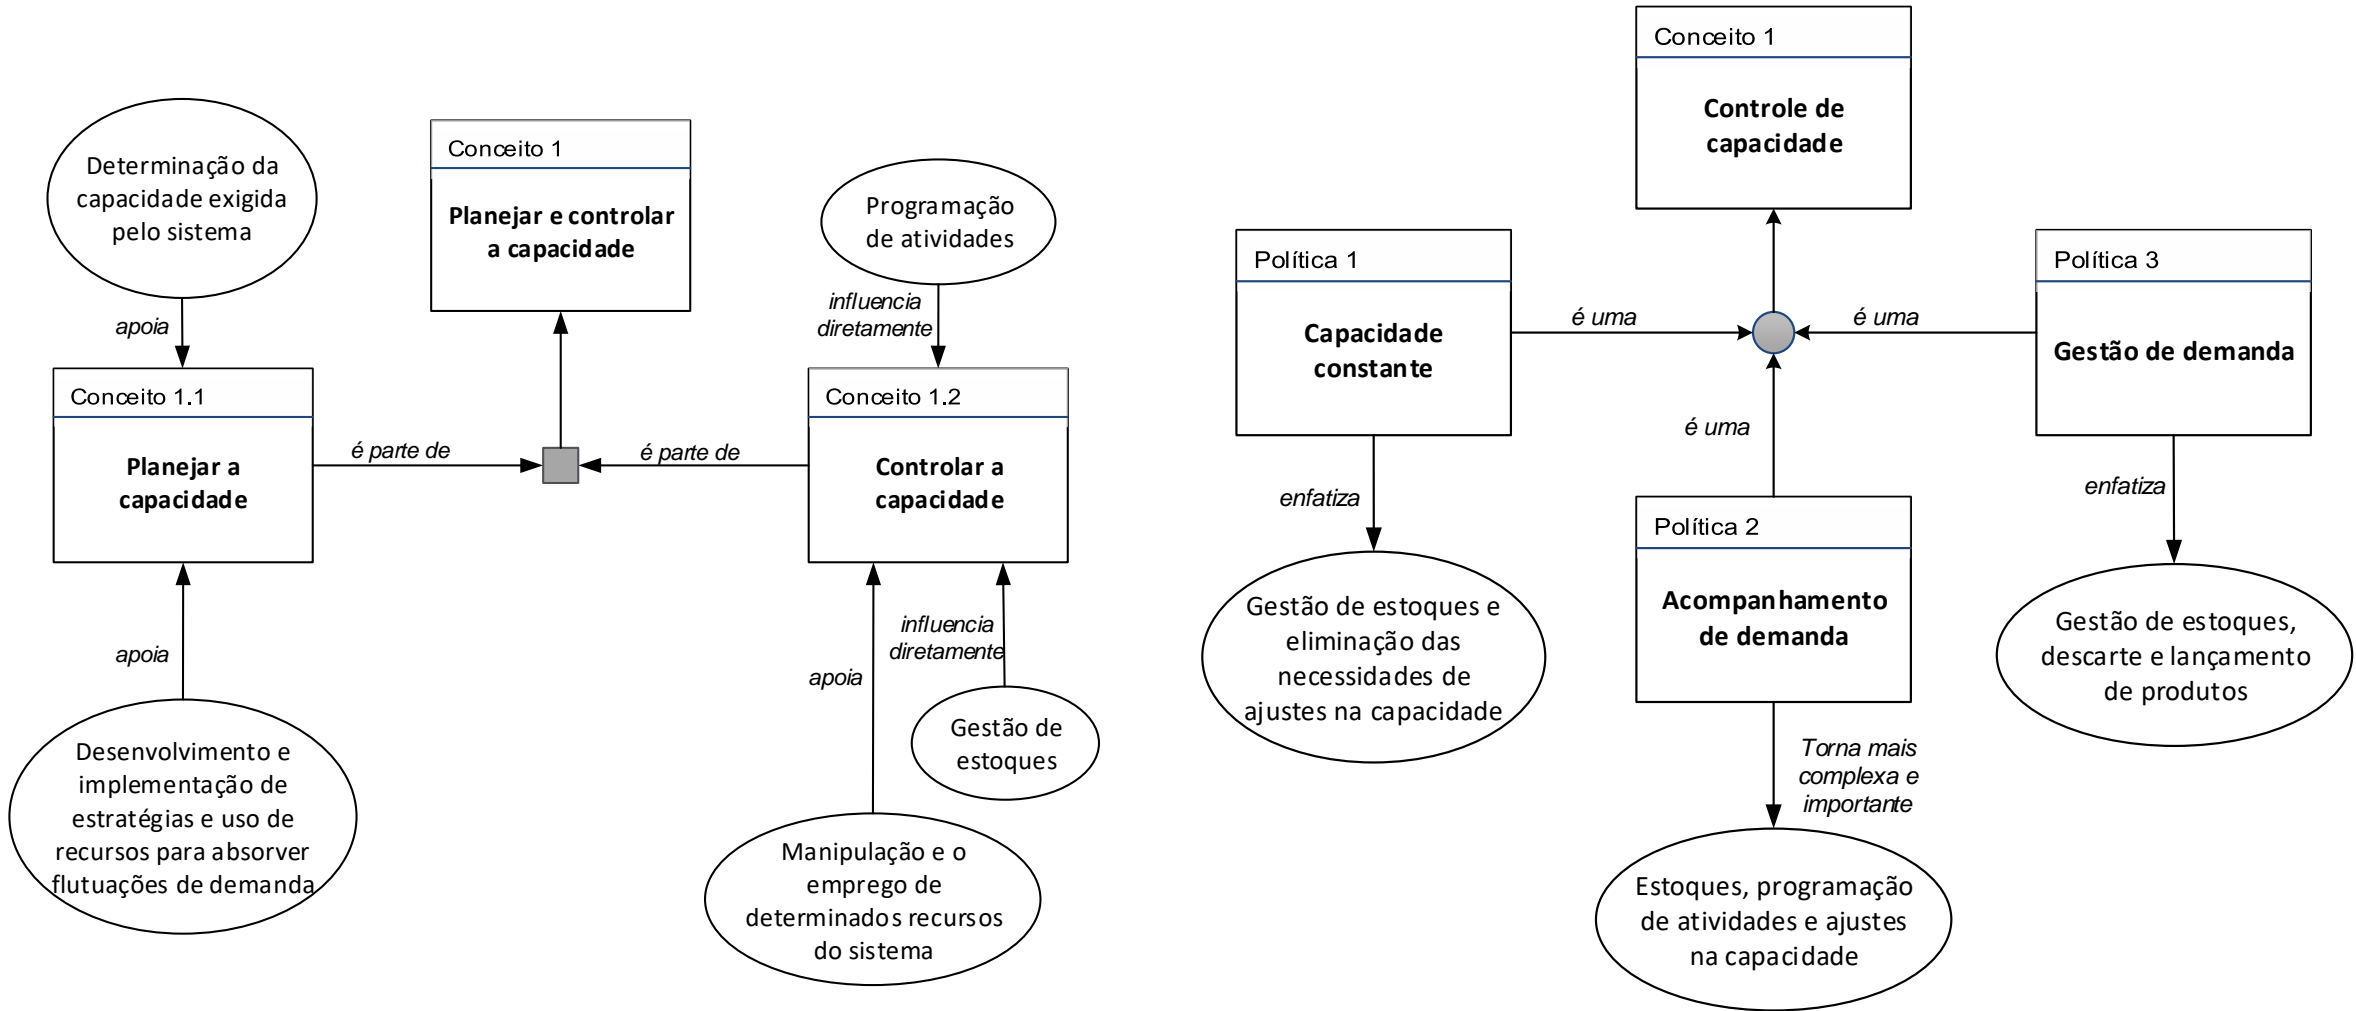 Determinação da
capacidade exigida
pelo sistema
apoia
Conceito 1
Planejar e controlar
a capacidade
Programação
de atividades
influencia
diretamente
Conceito 1.1
Planejar a
capacidade
é parte de
é parte de
Conceito 1.2
Controlar a
capacidade
apoia
Desenvolvimento e
implementação de
estratégias e uso de
recursos para absorver
flutuações de demanda
apoia
Manipulação e o
emprego de
determinados recursos
do sistema
influencia
diretamente
Gestão de
estoques
Conceito 1
Controle de
capacidade
Política 1
Capacidade
constante
é uma
é uma
Política 3
Gestão de demanda
é uma
enfatiza
Gestão de estoques e
eliminação das
necessidades de
ajustes na capacidade
Política 2
Acompanhamento
de demanda
Torna mais
complexa e
importante
Estoques, programação
de atividades e ajustes
na capacidade
enfatiza
Gestão de estoques,
descarte e lançamento
de produtos